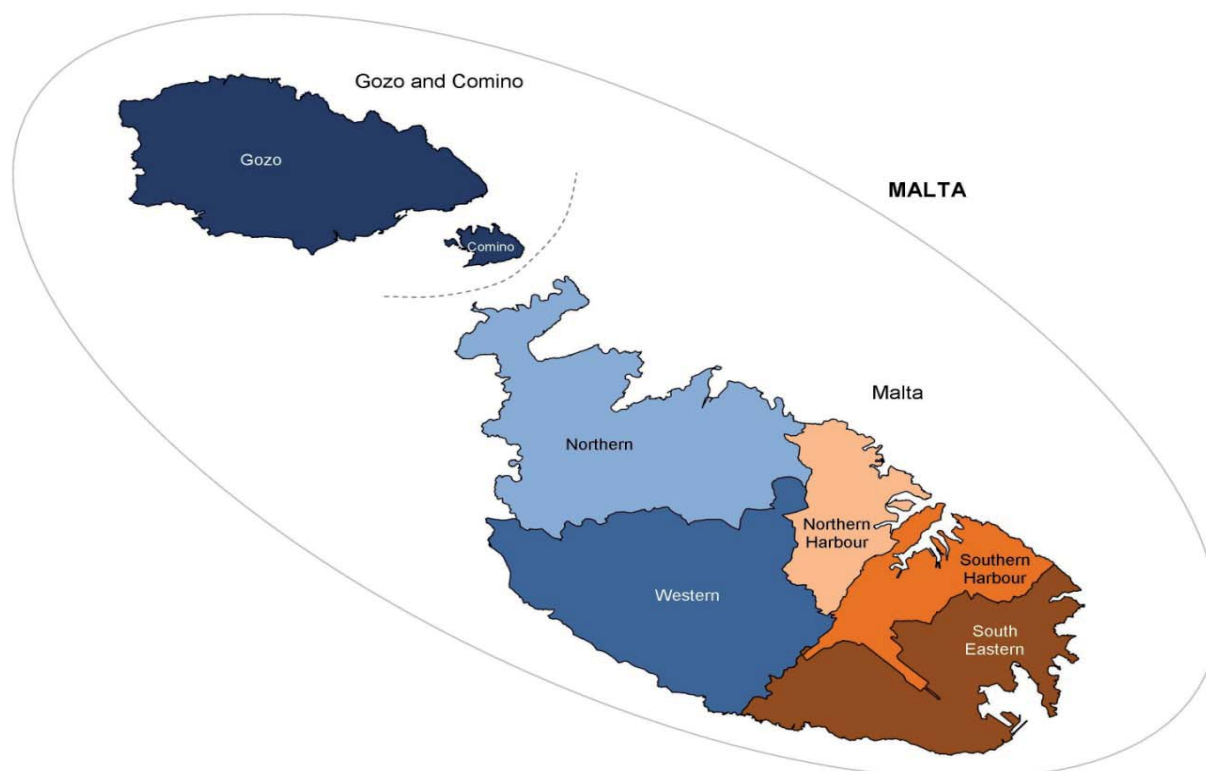 Gozo and Comino
Gozo
MALTA
Comino
Malta
Northern
Northern
Harbour
Southern
Harbour
Western
South
Eastern